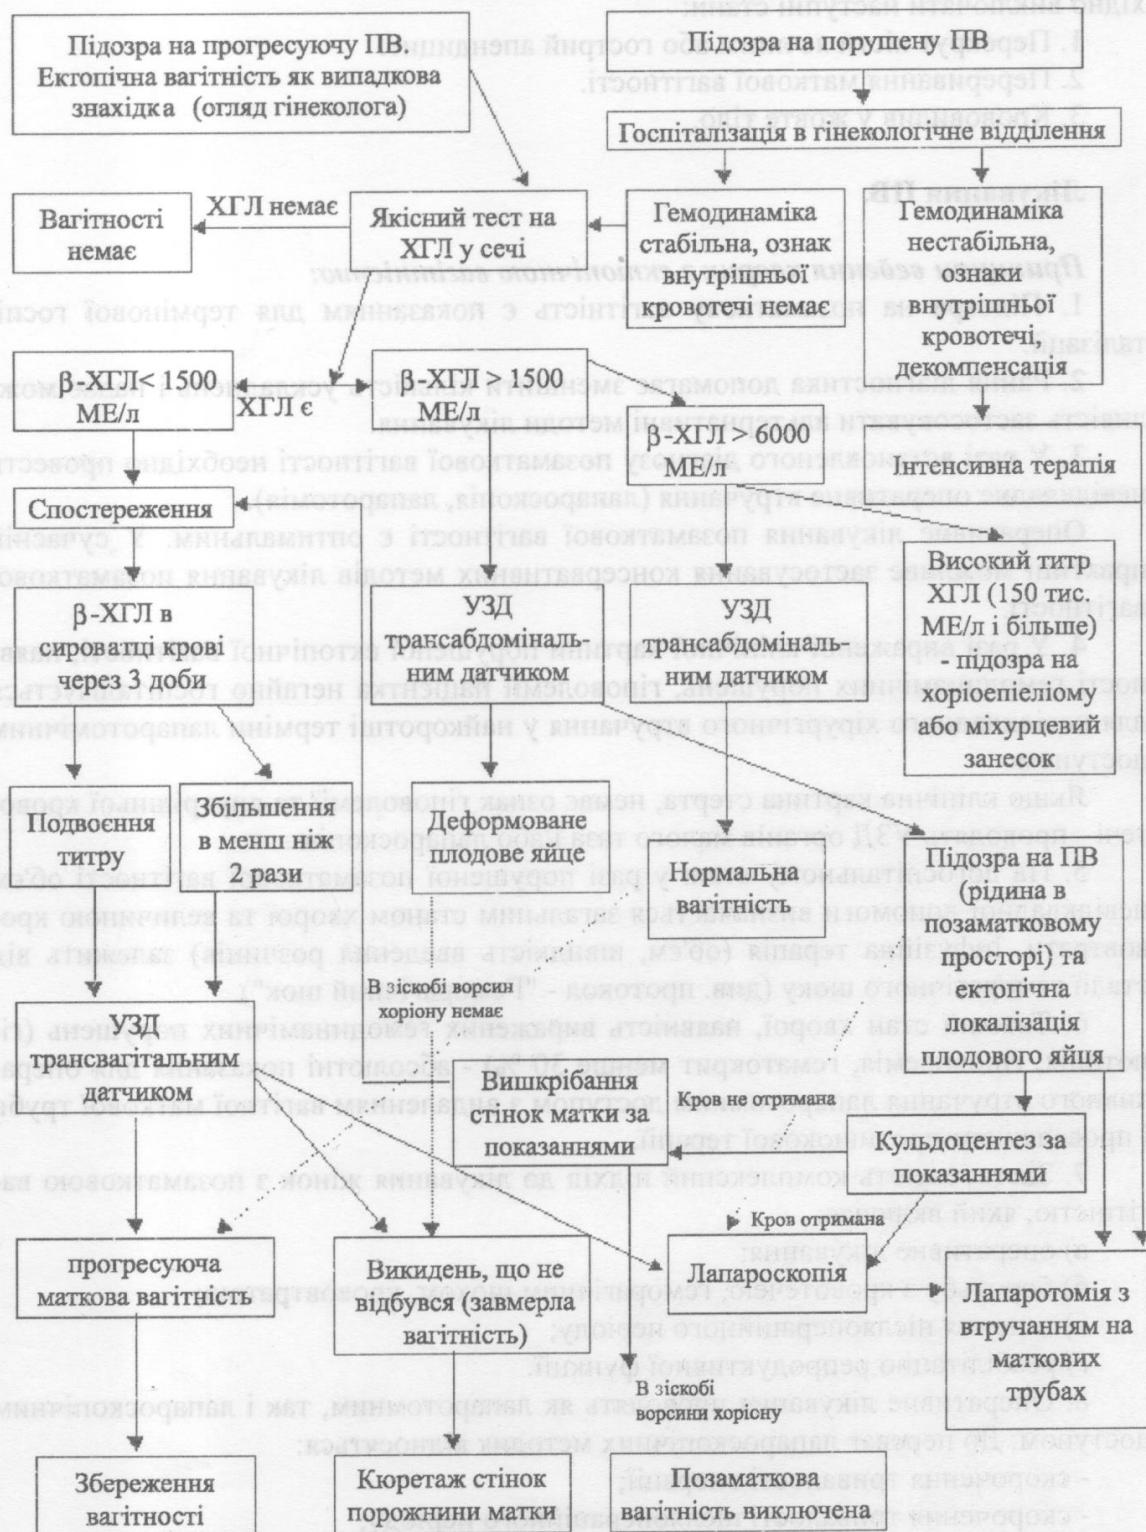 Підозра на прогресуючу ПВ.
Ектопічна вагітність як випадкова
знахідка (огляд гінеколога)
Підозра на порушену ПВ
Госпіталізація в гінекологічне відділення
Вагітності
немає
ХГЛ немає
Якісний тест на
ХГЛ у сечі
Гемодинаміка
стабільна, ознак
внутрішньої
кровотечі немає
Гемодинаміка
нестабільна,
ознаки
внутрішньої
кровотечі,
декомпенсація
β-ХГЛ< 1500
МЕ/л
ХГЛ є
β-ХГЛ > 1500
МЕ/л
β-ХГЛ > 6000
МЕ/л
Інтенсивна терапія
Спостереження
β-ХГЛ в
сироватці крові
через 3 доби
УЗД
трансабдоміналь-
ним датчиком
УЗД
трансабдоміналь-
ним датчиком
Високий титр
ХГЛ (150 тис.
МЕ/л і більше)
- підозра на
хоріоепіеліому
або міхурцевий
занесок
Подвоєння
титру
Збільшення
в менш ніж
2 рази
Деформоване
плодове яйце
Нормальна
вагітність
Підозра на ПВ
(рідина в
позаматковому
просторі) та
ектопічна
локалізація
плодового яйця
В зіскобі ворсин
хоріону немає
УЗД
трансвагітальним
датчиком
Вишкрібання
стінок матки за
показаннями
Кров не отримана
Кульдоцентез за
показаннями
Кров отримана
прогресуюча
маткова вагітність
Викидень, що не
відбувся (завмерла
вагітність)
Лапароскопія
Лапаротомія з
втручанням на
маткових
трубах
В зіскобі
ворсини хоріону
Збереження
вагітності
Кюретаж стінок
порожнини матки
Позаматкова
вагітність виключена